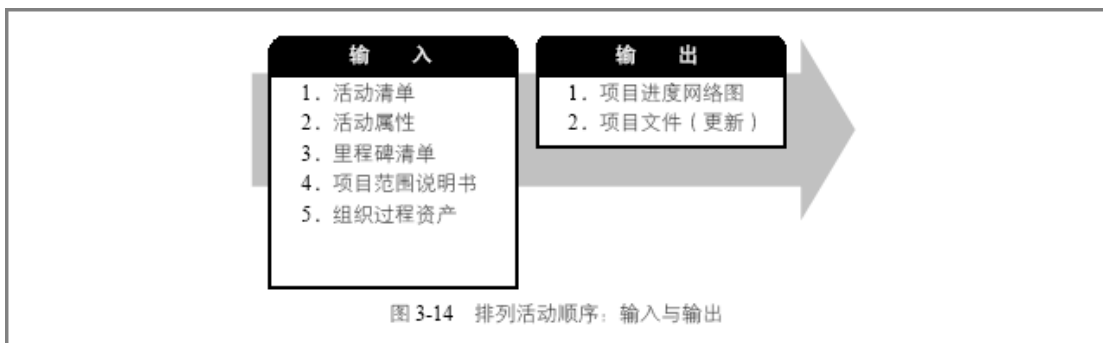 输 入
1. 活动清单
2. 活动属性
3. 里程碑清单
4. 项目范围说明书
5. 组织过程资产
输 出
1. 项目进度网络图
2. 项目文件（更新）
图 3-14 排列活动顺序：输入与输出